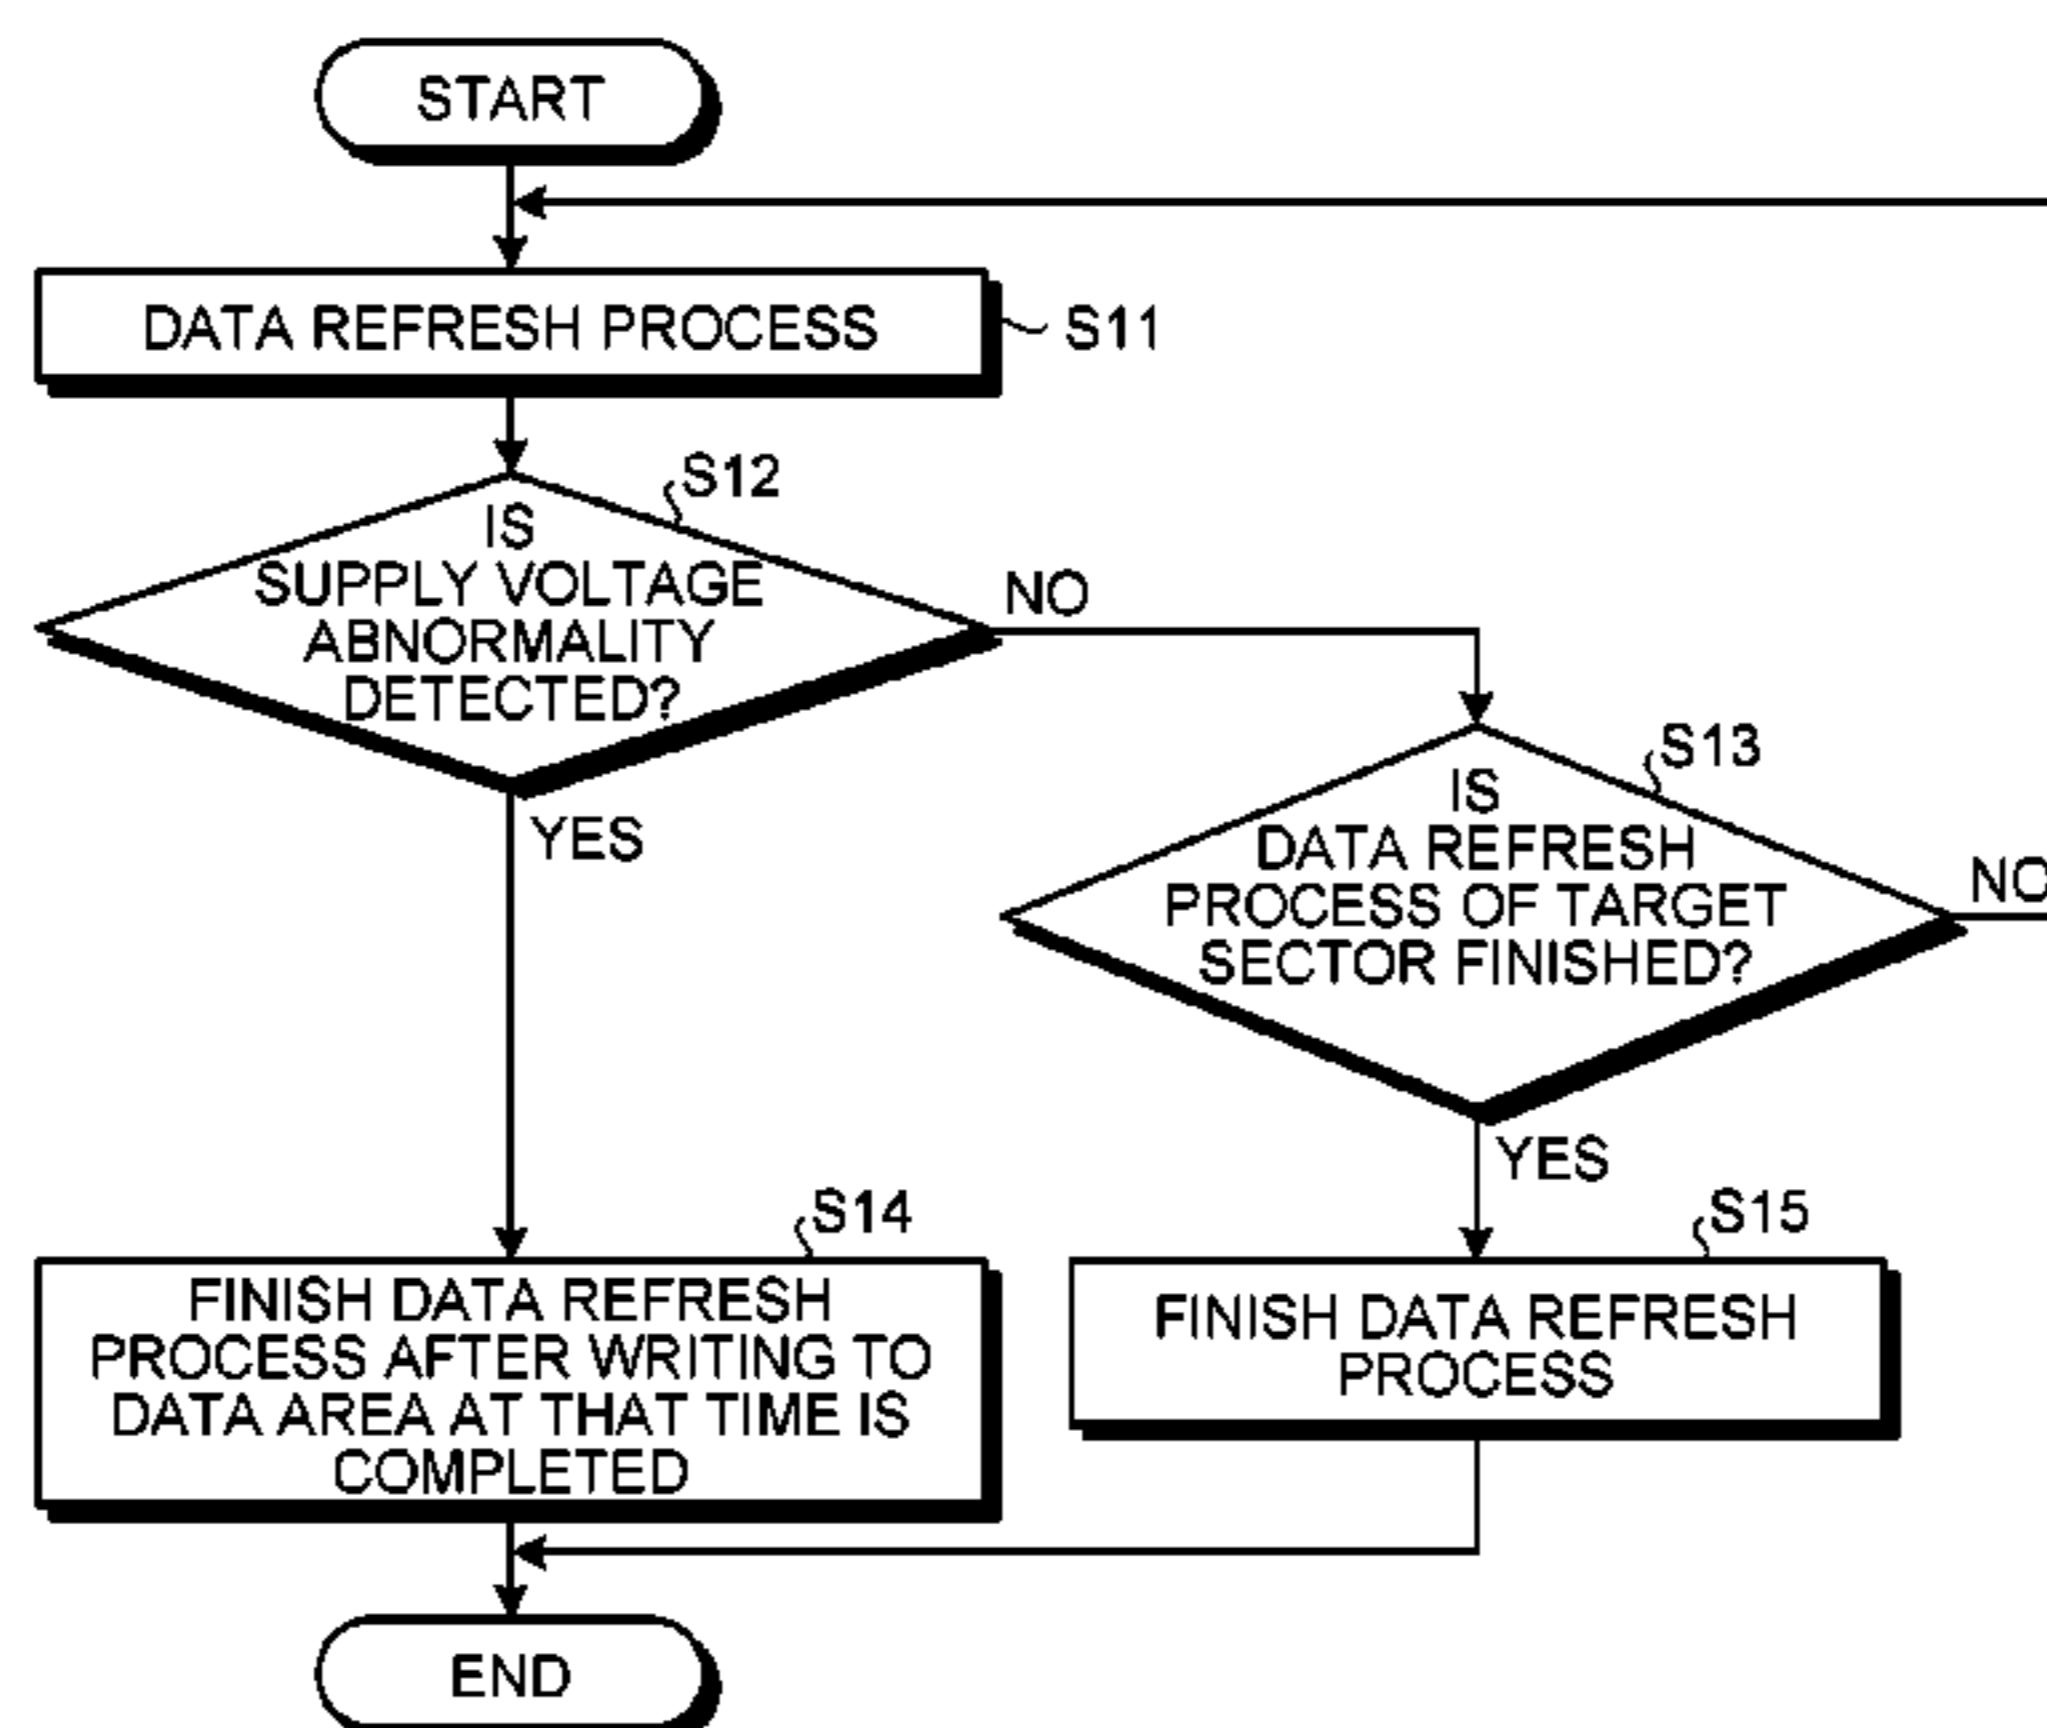 START
DATA REFRESH PROCESS
S11
S12
IS
SUPPLY VOLTAGE
ABNORMALITY
DETECTED?
NO
YES
S13
IS
DATA REFRESH
PROCESS OF TARGET
SECTOR FINISHED?
NO
YES
S14
FINISH DATA REFRESH
PROCESS AFTER WRITING TO
DATA AREA AT THAT TIME IS
COMPLETED
S15
FINISH DATA REFRESH
PROCESS
END